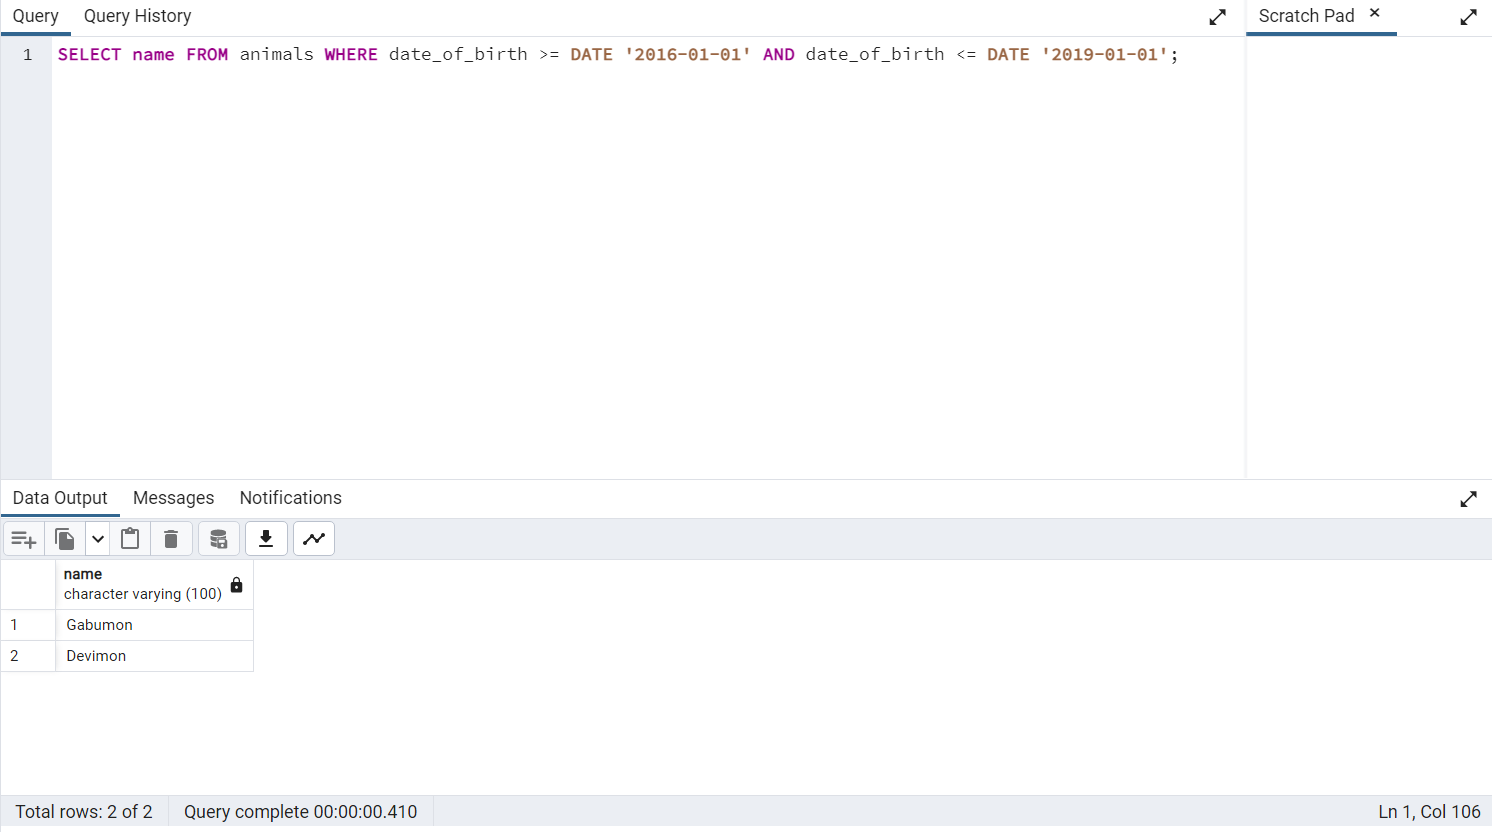 Query Query History Scratch Pad
1 SELECT name FROM animals WHERE date_of_birth >= DATE '2016-01-01' AND date_of_birth <= DATE '2019-01-01';
Data Output Messages Notifications
name
character varying (100)
1 Gabumon
2 Devimon
Total rows: 2 of 2 Query complete 00:00:00.410 Ln 1, Col 106